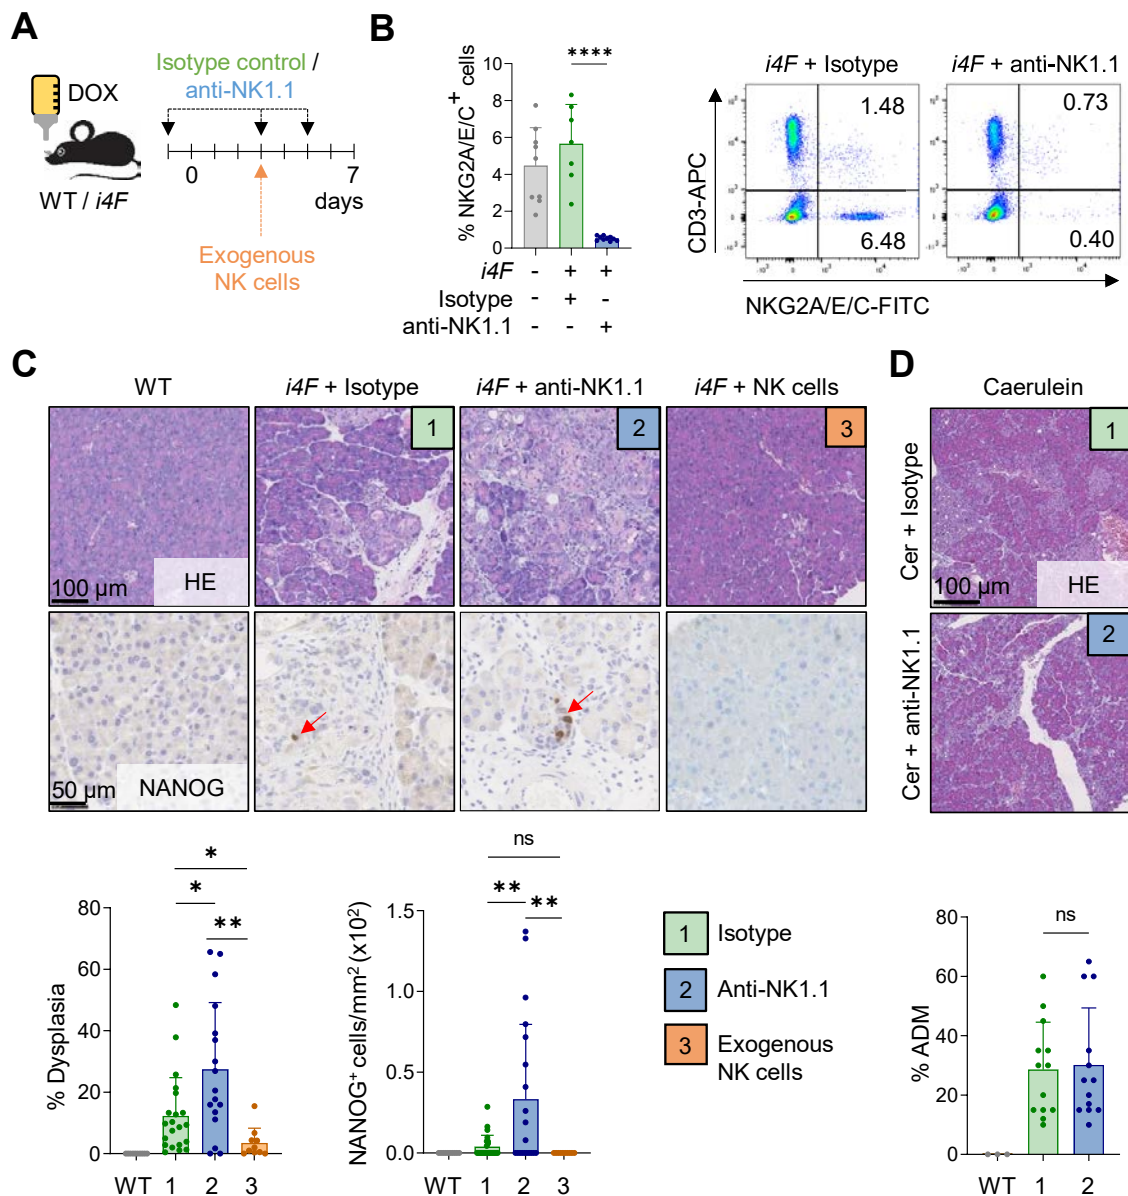 A
DOX
WT / i4F
Isotype control /
anti-NK1.1
0
7
days
Exogenous
NK cells
B
****
% NKG2A/E/C+ cells
10
8
6
4
2
0
i4F - + +
Isotype - + -
anti-NK1.1 - - +
i4F + Isotype
i4F + anti-NK1.1
CD3-APC
1.48
6.48
0.73
0.40
NKG2A/E/C-FITC
C
WT
i4F + Isotype
i4F + anti-NK1.1
i4F + NK cells
1
2
3
100 µm
HE
50 µm
NANOG
D
Caerulein
Cer + Isotype
1
100 µm
HE
Cer + anti-NK1.1
2
% Dysplasia
80
60
40
20
0
*
*
**
WT 1 2 3
NANOG+ cells/mm2 (x102)
1.5
1.0
0.5
0.0
ns
**
**
WT 1 2 3
1 Isotype
2 Anti-NK1.1
3 Exogenous
NK cells
% ADM
80
60
40
20
0
ns
WT 1 2